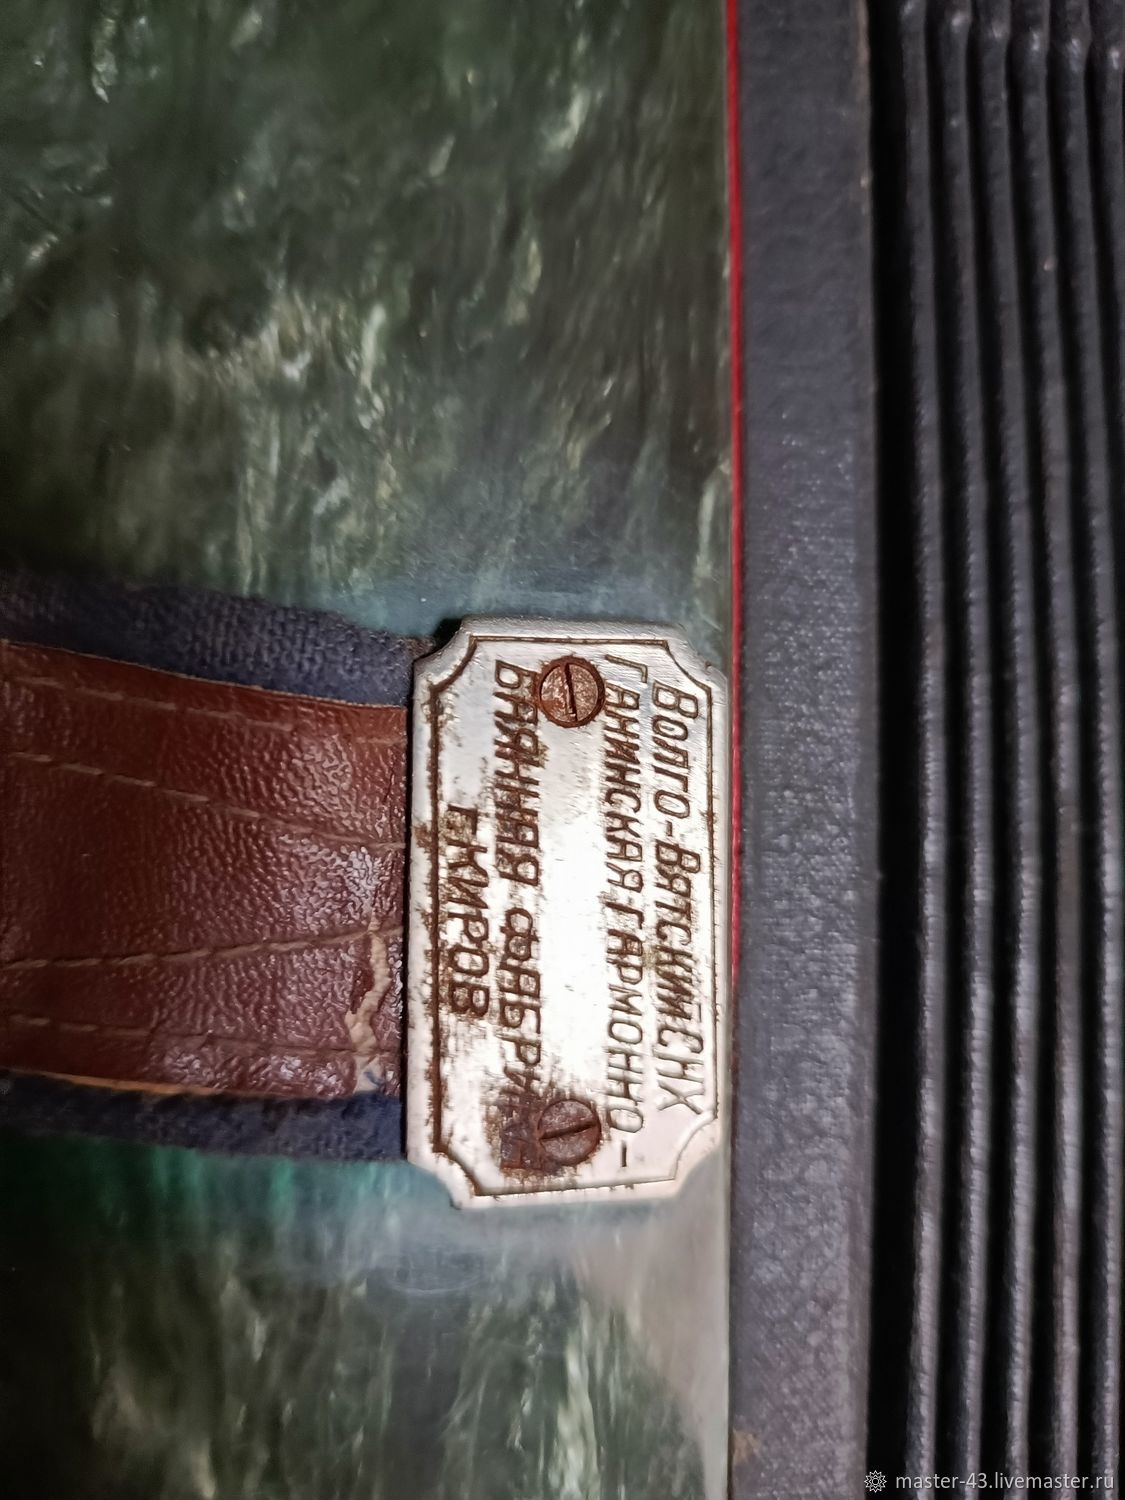 ВОЛГО-ВЯТСКИЙ СНХ
ГАНИНСКАЯ ГАРМОННО-
БАЯННАЯ ФАБРИКА
Г.КИРОВ
master-43.livemaster.ru